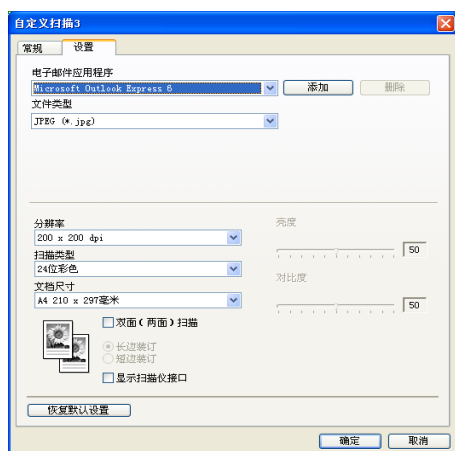 自定义扫描3
常规 设置
电子邮件应用程序
Microsoft Outlook Express 6 添加 删除
文件类型
JPEG (*.jpg)
分辨率 亮度
200 x 200 dpi
扫描类型 50
24位彩色 对比度
文档尺寸
A4 210 x 297毫米 50
双面(两面)扫描
长边装订
短边装订
显示扫描仪接口
恢复默认设置
确定 取消